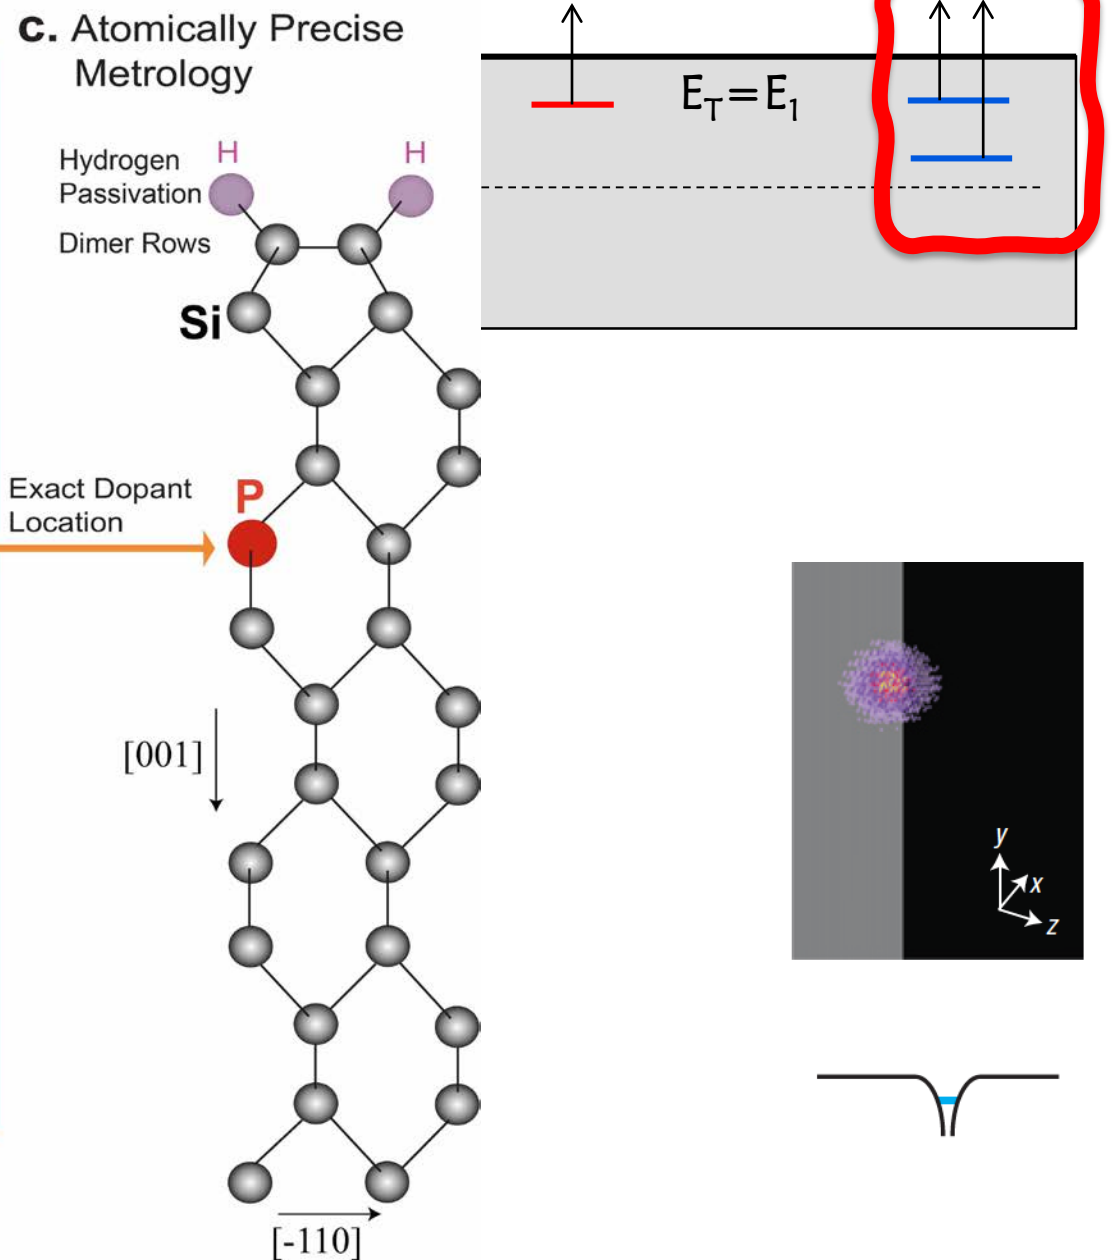 c. Atomically Precise
Metrology
Hydrogen
Passivation
H
H
Dimer Rows
Si
Exact Dopant
Location
P
[001]
[-110]
E_T=E_1
y
x
z